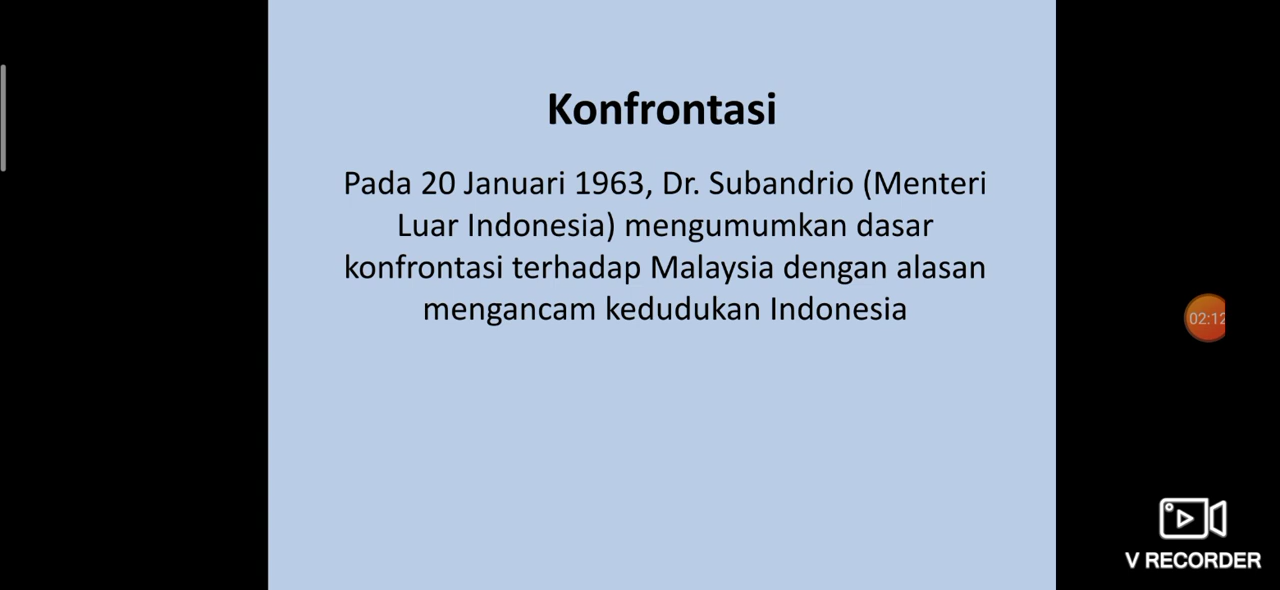 Konfrontasi
Pada 20 Januari 1963, Dr. Subandrio (Menteri
Luar Indonesia) mengumumkan dasar
konfrontasi terhadap Malaysia dengan alasan
mengancam kedudukan Indonesia
02:12
V RECORDER